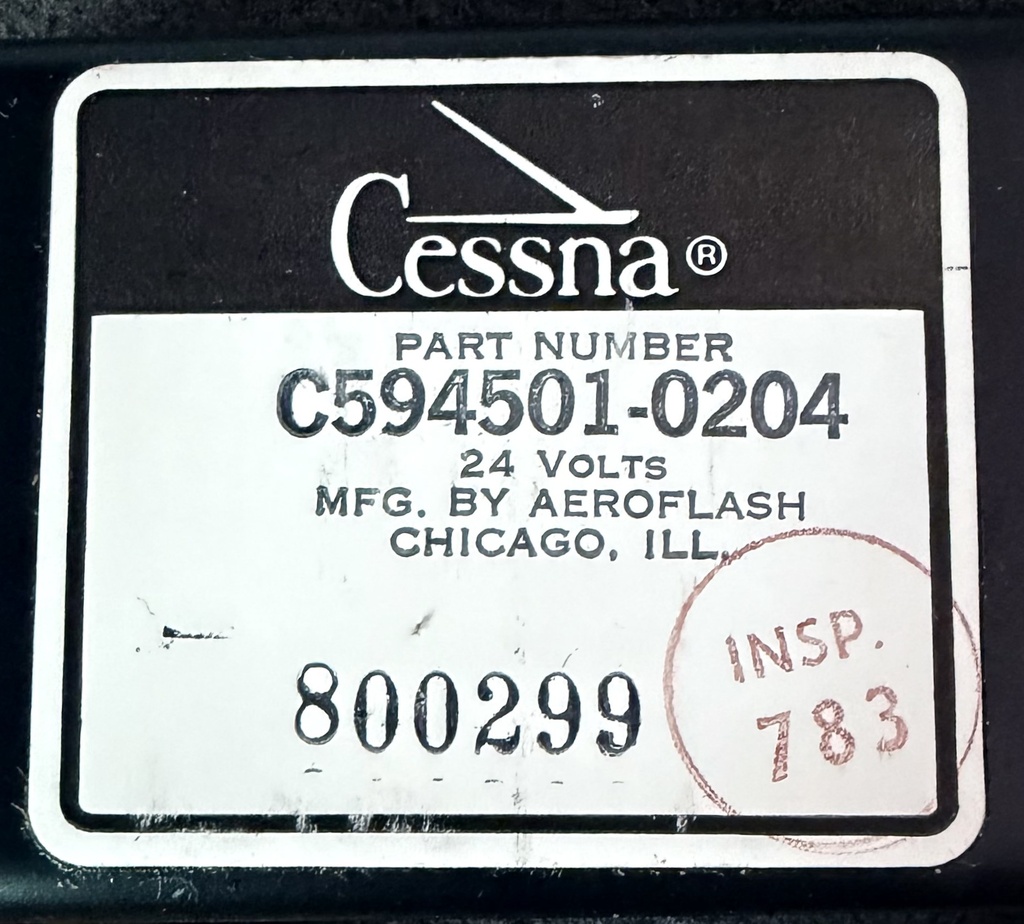 Cessna®
PART NUMBER
C594501-0204
24 VOLTS
MFG. BY AEROFLASH
CHICAGO, ILL.
800299
INSP.
783